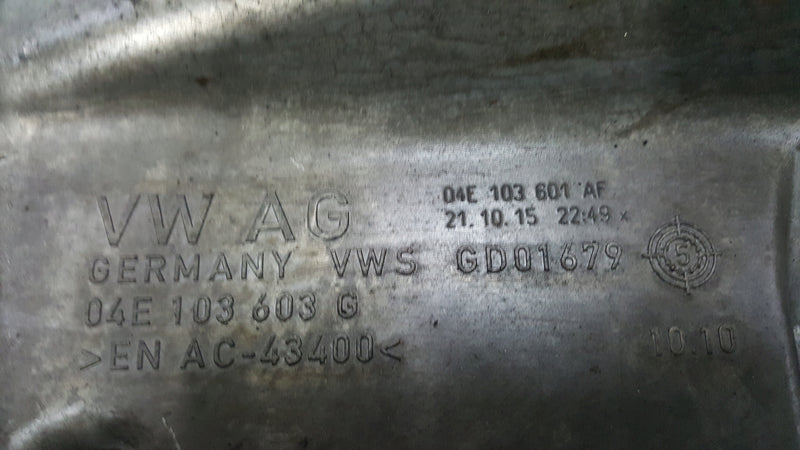 VW AG
04E 103 601 AF
21.10.15 22:49 x
GERMANY VWS GD01679
5
04E 103 603 G
>EN AC-43400<
10.10